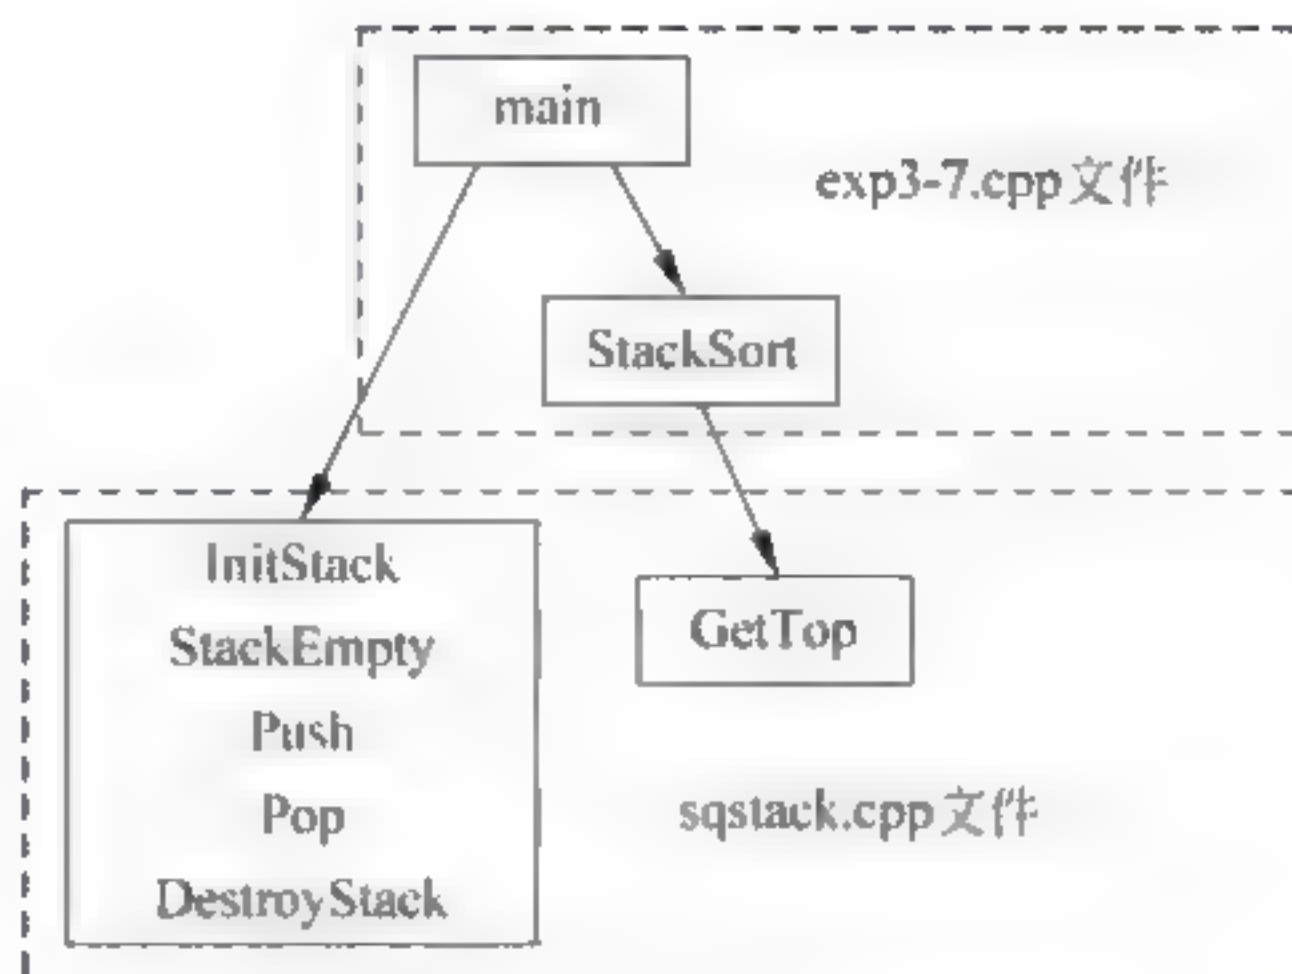 main
exp3-7.cpp文件
StackSort
InitStack
StackEmpty
Push
Pop
DestroyStack
GetTop
sqstack.cpp文件